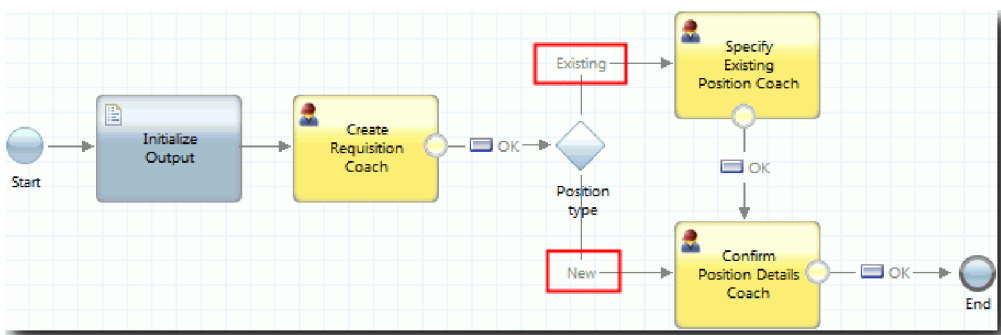 Start
Initialize
Output
Create
Requisition
Coach
OK
Position
type
Existing
Specify
Existing
Position Coach
OK
New
Confirm
Position Details
Coach
OK
End